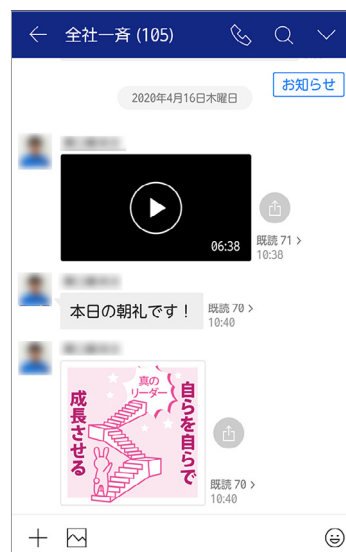 全社一斉 (105)
お知らせ
2020年4月16日木曜日
06:38
既読 71 >
10:38
本日の朝礼です！
既読 70 >
10:40
真の
リーダー
自らを自らで
成長させる
既読 70 >
10:40